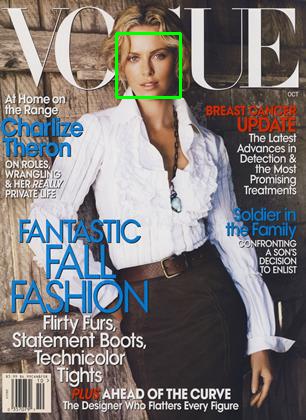 VOGUE
OCT
At Home on
the Range
Charlize
Theron
ON ROLES,
WRANGLING
& HER REALLY
PRIVATE LIFE
BREAST CANCER
UPDATE
The Latest
Advances in
Detection &
the Most
Promising
Treatments
Soldier in
the Family
CONFRONTING
A SON'S
DECISION
TO ENLIST
FANTASTIC
FALL
FASHION
Flirty Furs,
Statement Boots,
Technicolor
Tights
PLUS AHEAD OF THE CURVE
The Designer Who Flatters Every Figure